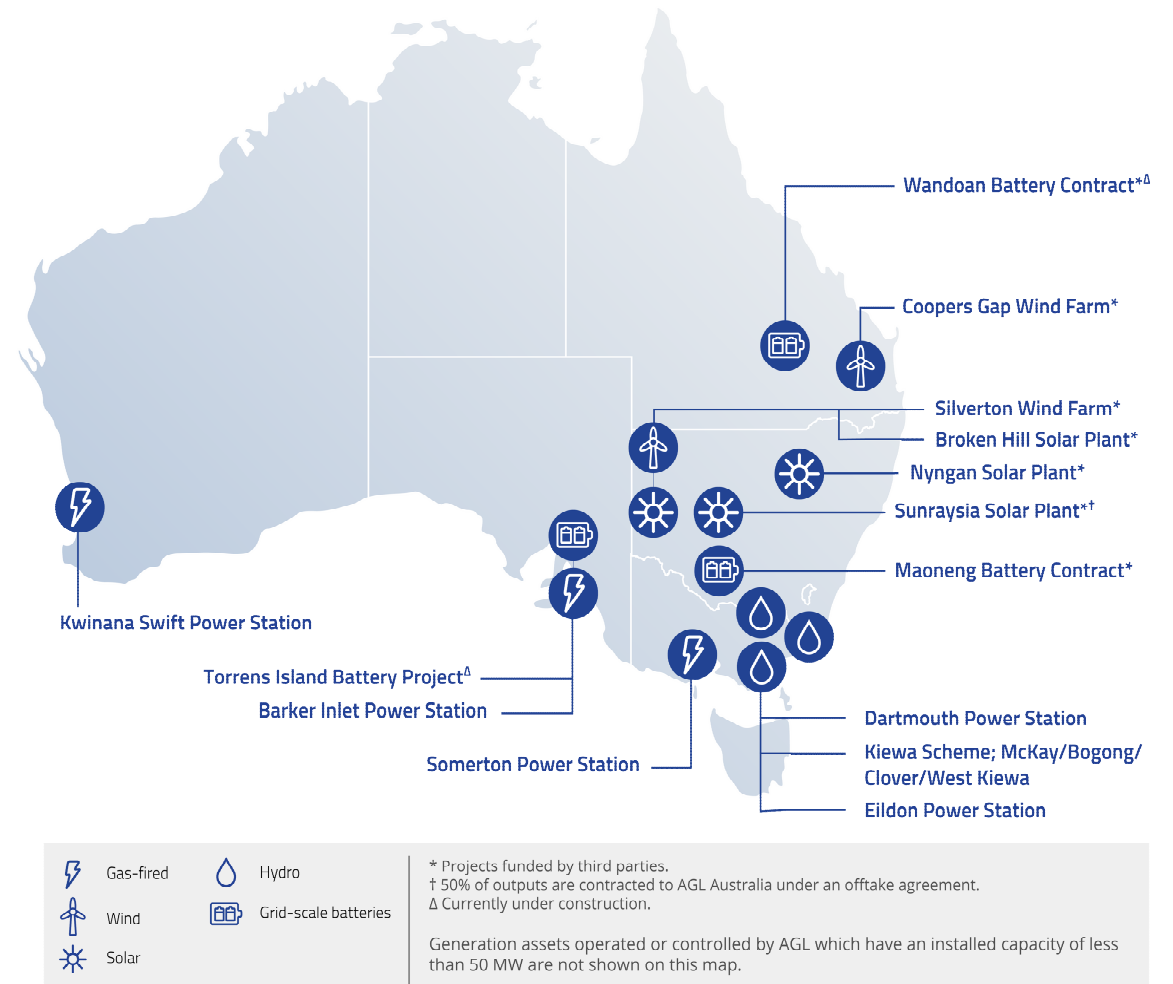 Wandoan Battery Contract*Δ
Coopers Gap Wind Farm*
Silverton Wind Farm*
Broken Hill Solar Plant*
Nyngan Solar Plant*
Sunraysia Solar Plant*†
Maoneng Battery Contract*
Kwinana Swift Power Station
Torrens Island Battery ProjectΔ
Barker Inlet Power Station
Somerton Power Station
Dartmouth Power Station
Kiewa Scheme; McKay/Bogong/
Clover/West Kiewa
Eildon Power Station
Gas-fired
Wind
Solar
Hydro
Grid-scale batteries
* Projects funded by third parties.
† 50% of outputs are contracted to AGL Australia under an offtake agreement.
Δ Currently under construction.
Generation assets operated or controlled by AGL which have an installed capacity of less
than 50 MW are not shown on this map.